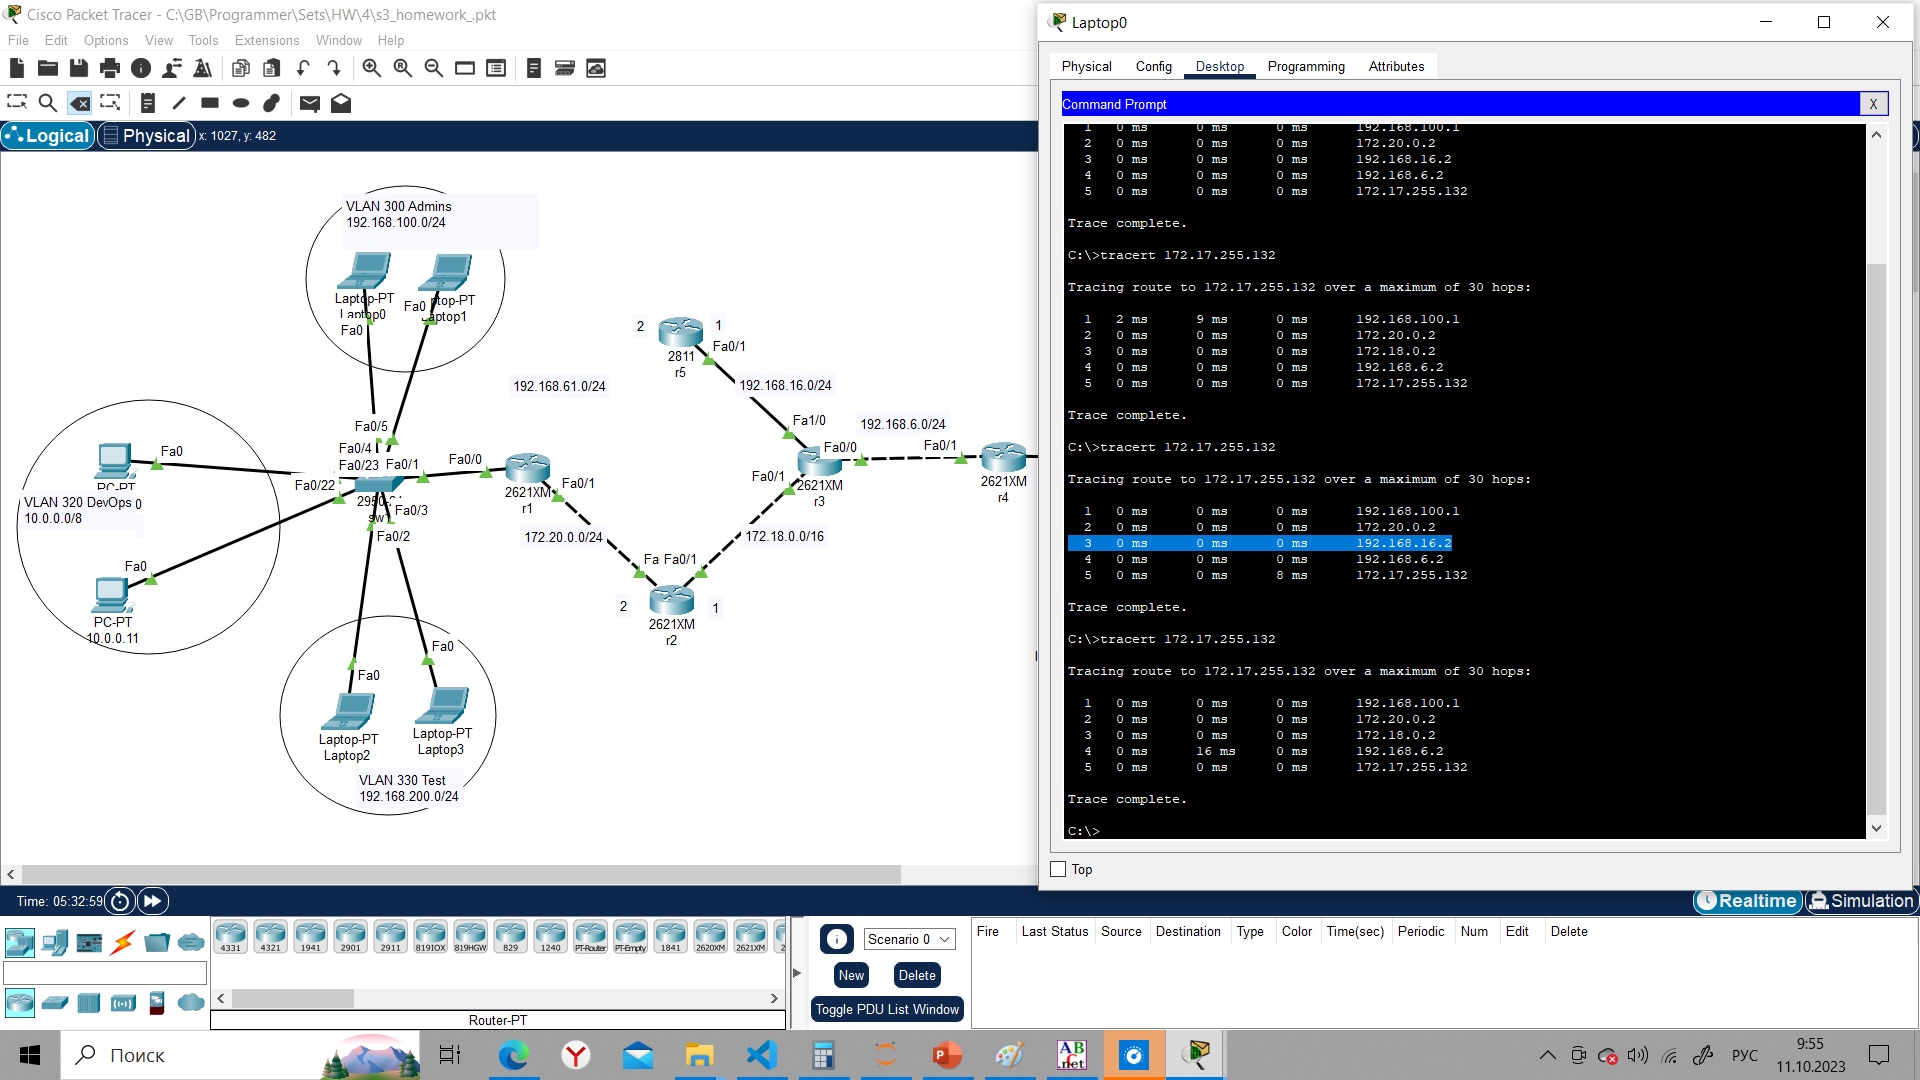 Cisco Packet Tracer - C:\GB\Programmer\Sets\HW\4\s3_homework_.pkt
File Edit Options View Tools Extensions Window Help
Logical Physical x: 1027, y: 482
VLAN 300 Admins
192.168.100.0/24
Laptop-PT
Laptop0
Fa0
Fa0
ptop-PT
aptop1
192.168.61.0/24
2
1
Fa0/1
2811
r5
192.168.16.0/24
Fa1/0
192.168.6.0/24
Fa0/0
Fa0/1
Fa0/1
2621XM
r3
2621XM
r4
Fa0/5
Fa0/4
Fa0/23 Fa0/1
Fa0/22
Fa0/3
Fa0/2
Fa0/0
Fa0/1
2621XM
r1
172.20.0.0/24
172.18.0.0/16
Fa Fa0/1
2
1
2621XM
r2
Fa0
PC-PT
VLAN 320 DevOps 0
10.0.0.0/8
Fa0
PC-PT
10.0.0.11
Fa0
Fa0
Laptop-PT
Laptop2
Laptop-PT
Laptop3
VLAN 330 Test
192.168.200.0/24
Laptop0
Physical Config Desktop Programming Attributes
Command Prompt
X
1 0 ms 0 ms 0 ms 192.168.100.1
2 0 ms 0 ms 0 ms 172.20.0.2
3 0 ms 0 ms 0 ms 192.168.16.2
4 0 ms 0 ms 0 ms 192.168.6.2
5 0 ms 0 ms 0 ms 172.17.255.132
Trace complete.
C:\>tracert 172.17.255.132
Tracing route to 172.17.255.132 over a maximum of 30 hops:
1 2 ms 9 ms 0 ms 192.168.100.1
2 0 ms 0 ms 0 ms 172.20.0.2
3 0 ms 0 ms 0 ms 172.18.0.2
4 0 ms 0 ms 0 ms 192.168.6.2
5 0 ms 0 ms 0 ms 172.17.255.132
Trace complete.
C:\>tracert 172.17.255.132
Tracing route to 172.17.255.132 over a maximum of 30 hops:
1 0 ms 0 ms 0 ms 192.168.100.1
2 0 ms 0 ms 0 ms 172.20.0.2
3 0 ms 0 ms 0 ms 192.168.16.2
4 0 ms 0 ms 0 ms 192.168.6.2
5 0 ms 0 ms 8 ms 172.17.255.132
Trace complete.
C:\>tracert 172.17.255.132
Tracing route to 172.17.255.132 over a maximum of 30 hops:
1 0 ms 0 ms 0 ms 192.168.100.1
2 0 ms 0 ms 0 ms 172.20.0.2
3 0 ms 0 ms 0 ms 172.18.0.2
4 0 ms 16 ms 0 ms 192.168.6.2
5 0 ms 0 ms 0 ms 172.17.255.132
Trace complete.
C:\>
Top
Time: 05:32:59
Realtime Simulation
4331 4321 1941 2901 2911 819IOX 819HGW 829 1240 PT-Router PT-Empty 1841 2620XM 2621XM
Router-PT
Scenario 0
New Delete
Toggle PDU List Window
Fire Last Status Source Destination Type Color Time(sec) Periodic Num Edit Delete
Поиск
РУС
9:55
11.10.2023